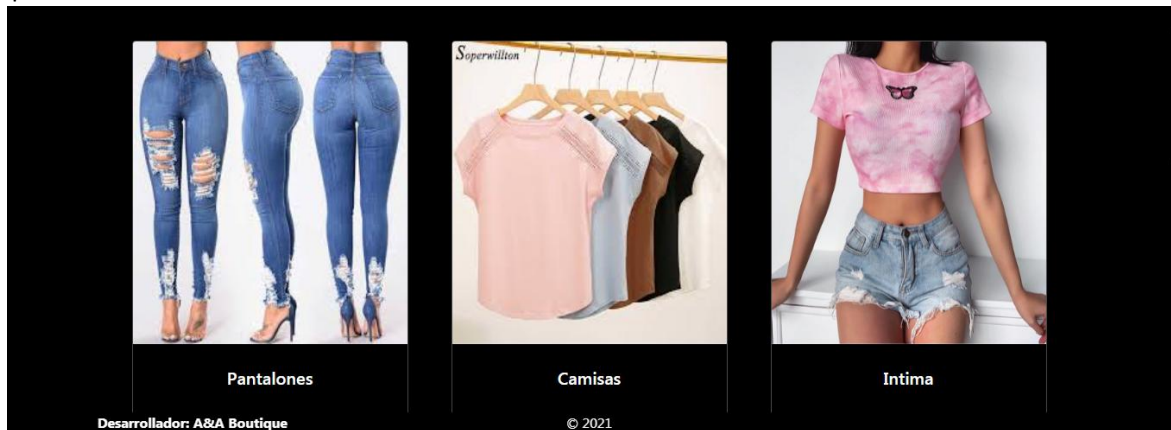 Soperwillton
Pantalones
Camisas
Intima
Desarrollador: A&A Boutique
© 2021